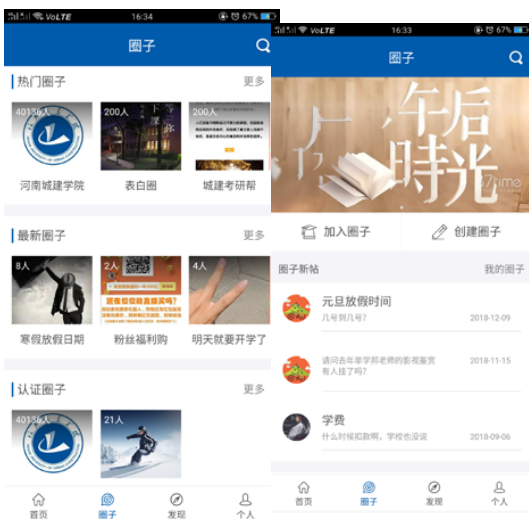 VoLTE 16:34 67%
圈子
热门圈子 更多
40136人 200人 200人
河南城建学院 表白圈 城建考研帮
最新圈子 更多
8人 2人 4人
寒假放假日期 粉丝福利购 明天就要开学了
认证圈子 更多
40136人 21人
首页 圈子 发现 个人
VoLTE 16:33 67%
圈子
午后
時光
加入圈子 创建圈子
圈子新帖 我的圈子
元旦放假时间
几号到几号? 2018-12-09
请问去年单学邦老师的影视鉴赏 2018-11-15
有人挂了吗?
学费
什么时候扣款啊,学校也没说 2018-09-06
首页 圈子 发现 个人